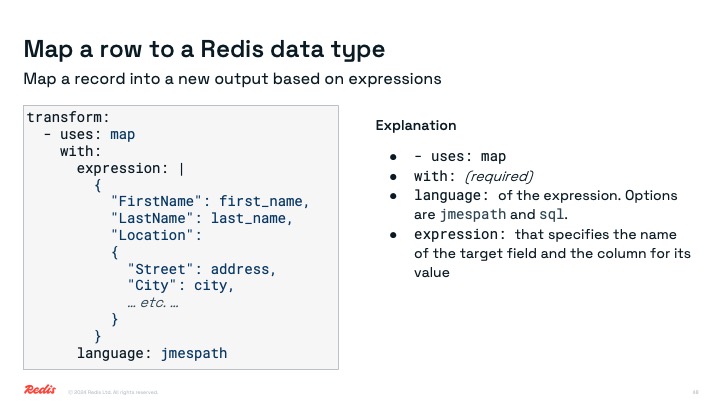 Map a row to a Redis data type
Map a record into a new output based on expressions
transform:
  - uses: map
    with:
      expression: |
        {
          "FirstName": first_name,
          "LastName": last_name,
          "Location":
          {
            "Street": address,
            "City": city,
            … etc. …
          }
        }
      language: jmespath
Explanation
● - uses: map
● with: (required)
● language: of the expression. Options
are jmespath and sql.
● expression: that specifies the name
of the target field and the column for its
value
Redis
© 2024 Redis Ltd. All rights reserved.